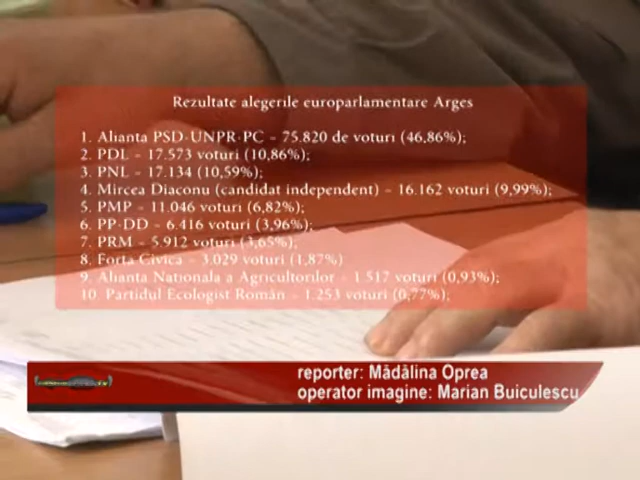 Rezultate alegerile europarlamentare Arges
1. Alianta PSD-UNPR-PC - 75.820 de voturi (46,86%);
2. PDL - 17.573 voturi (10,86%);
3. PNL - 17.134 (10,59%);
4. Mircea Diaconu (candidat independent) - 16.162 voturi (9,99%);
5. PMP - 11.046 voturi (6,82%);
6. PP-DD - 6.416 voturi (3,96%);
7. PRM - 5.912 voturi (3,65%);
8. Forta Civica - 3.029 voturi (1,87%)
9. Alianta Nationala a Agricultorilor - 1.517 voturi (0,93%);
10. Partidul Ecologist Român - 1.253 voturi (0,77%);
reporter: Mădălina Oprea
operator imagine: Marian Buiculescu